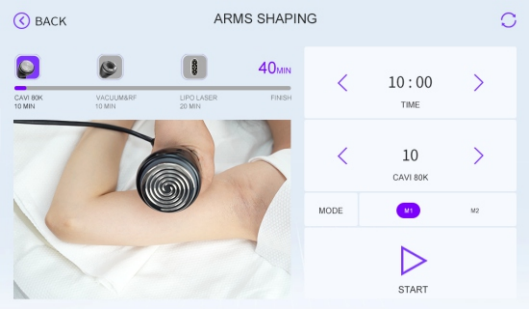 BACK
ARMS SHAPING
40MIN
CAVI 80K
10 MIN
VACUUM&RF
10 MIN
LIPO LASER
20 MIN
FINISH
10 : 00
TIME
10
CAVI 80K
MODE
M1
M2
START